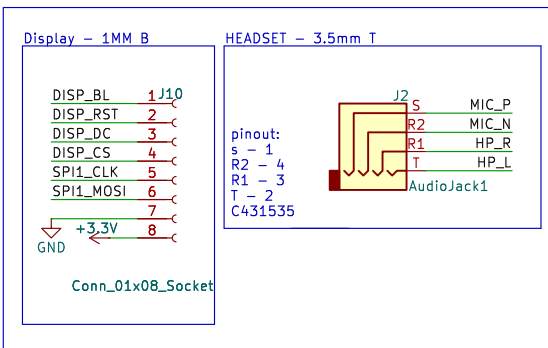 Display - 1MM B
J10
DISP_BL 1
DISP_RST 2
DISP_DC 3
DISP_CS 4
SPI1_CLK 5
SPI1_MOSI 6
7
GND
+3.3V 8
Conn_01x08_Socket
HEADSET - 3.5mm T
J2
S MIC_P
R2 MIC_N
R1 HP_R
T HP_L
AudioJack1
pinout:
s - 1
R2 - 4
R1 - 3
T - 2
C431535